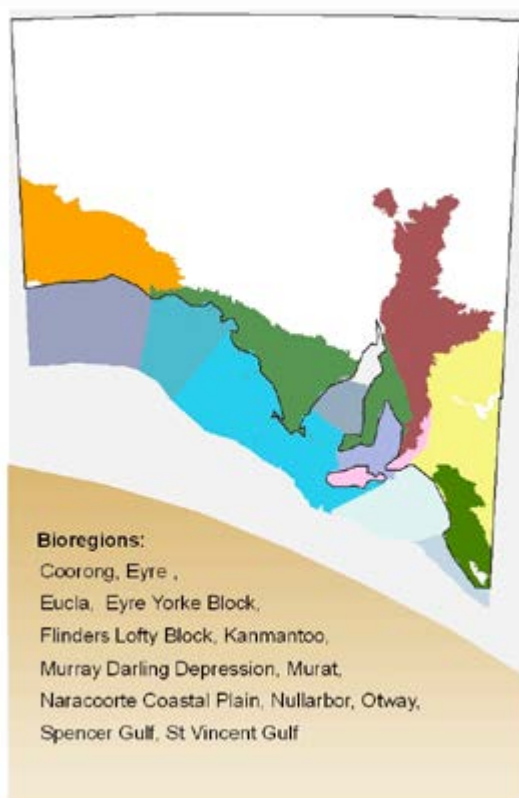 Bioregions:
Coorong, Eyre ,
Eucla, Eyre Yorke Block,
Flinders Lofty Block, Kanmantoo,
Murray Darling Depression, Murat,
Naracoorte Coastal Plain, Nullarbor, Otway,
Spencer Gulf, St Vincent Gulf